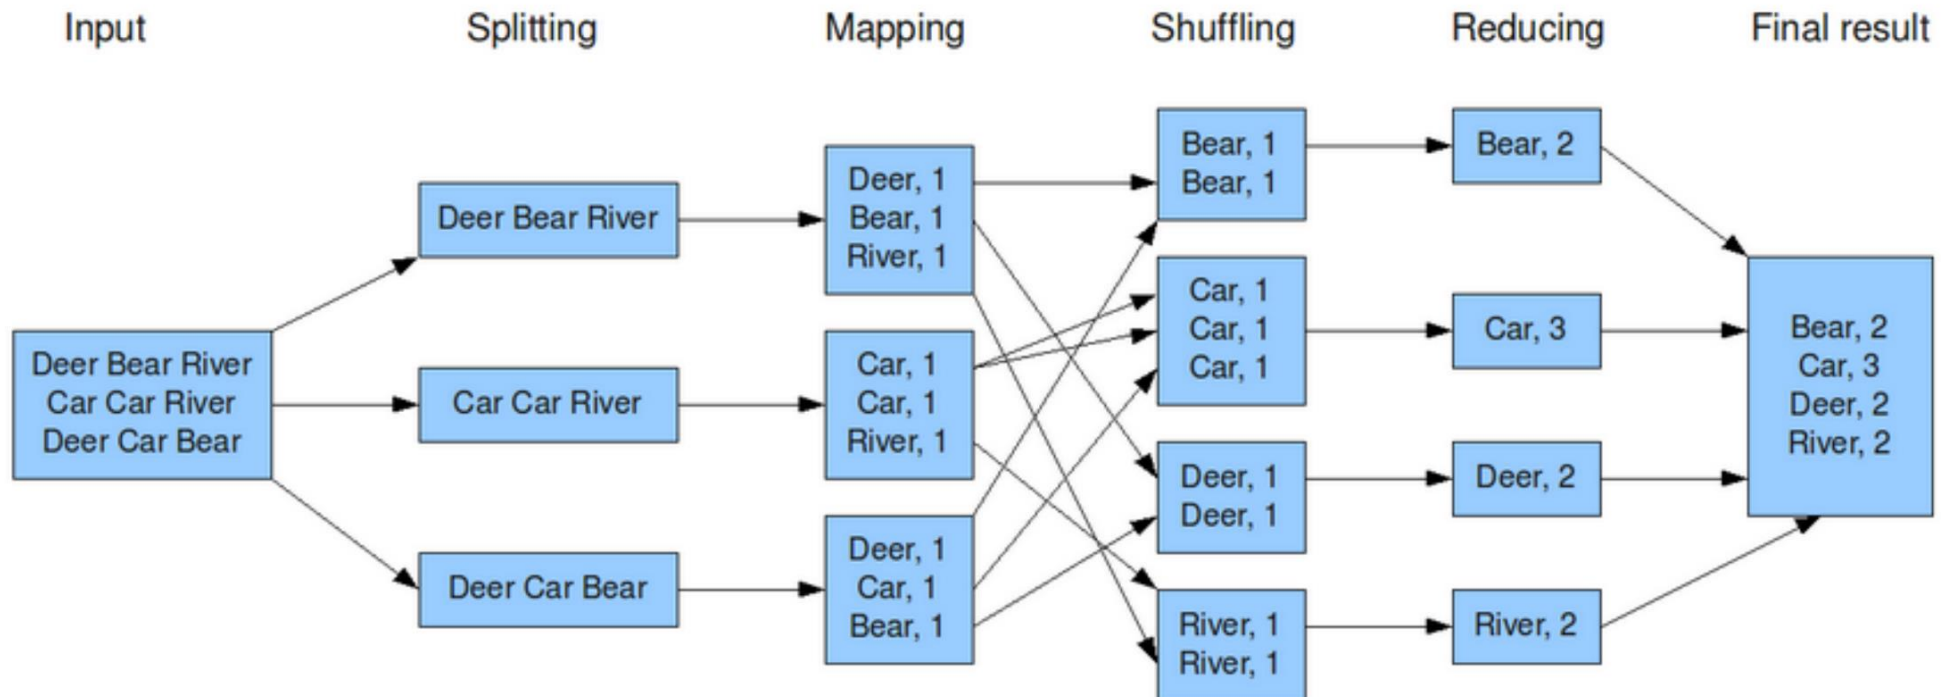 Input
Splitting
Mapping
Shuffling
Reducing
Final result
Deer Bear River
Car Car River
Deer Car Bear
Deer Bear River
Car Car River
Deer Car Bear
Deer, 1
Bear, 1
River, 1
Car, 1
Car, 1
River, 1
Deer, 1
Car, 1
Bear, 1
Bear, 1
Bear, 1
Car, 1
Car, 1
Car, 1
Deer, 1
Deer, 1
River, 1
River, 1
Bear, 2
Car, 3
Deer, 2
River, 2
Bear, 2
Car, 3
Deer, 2
River, 2